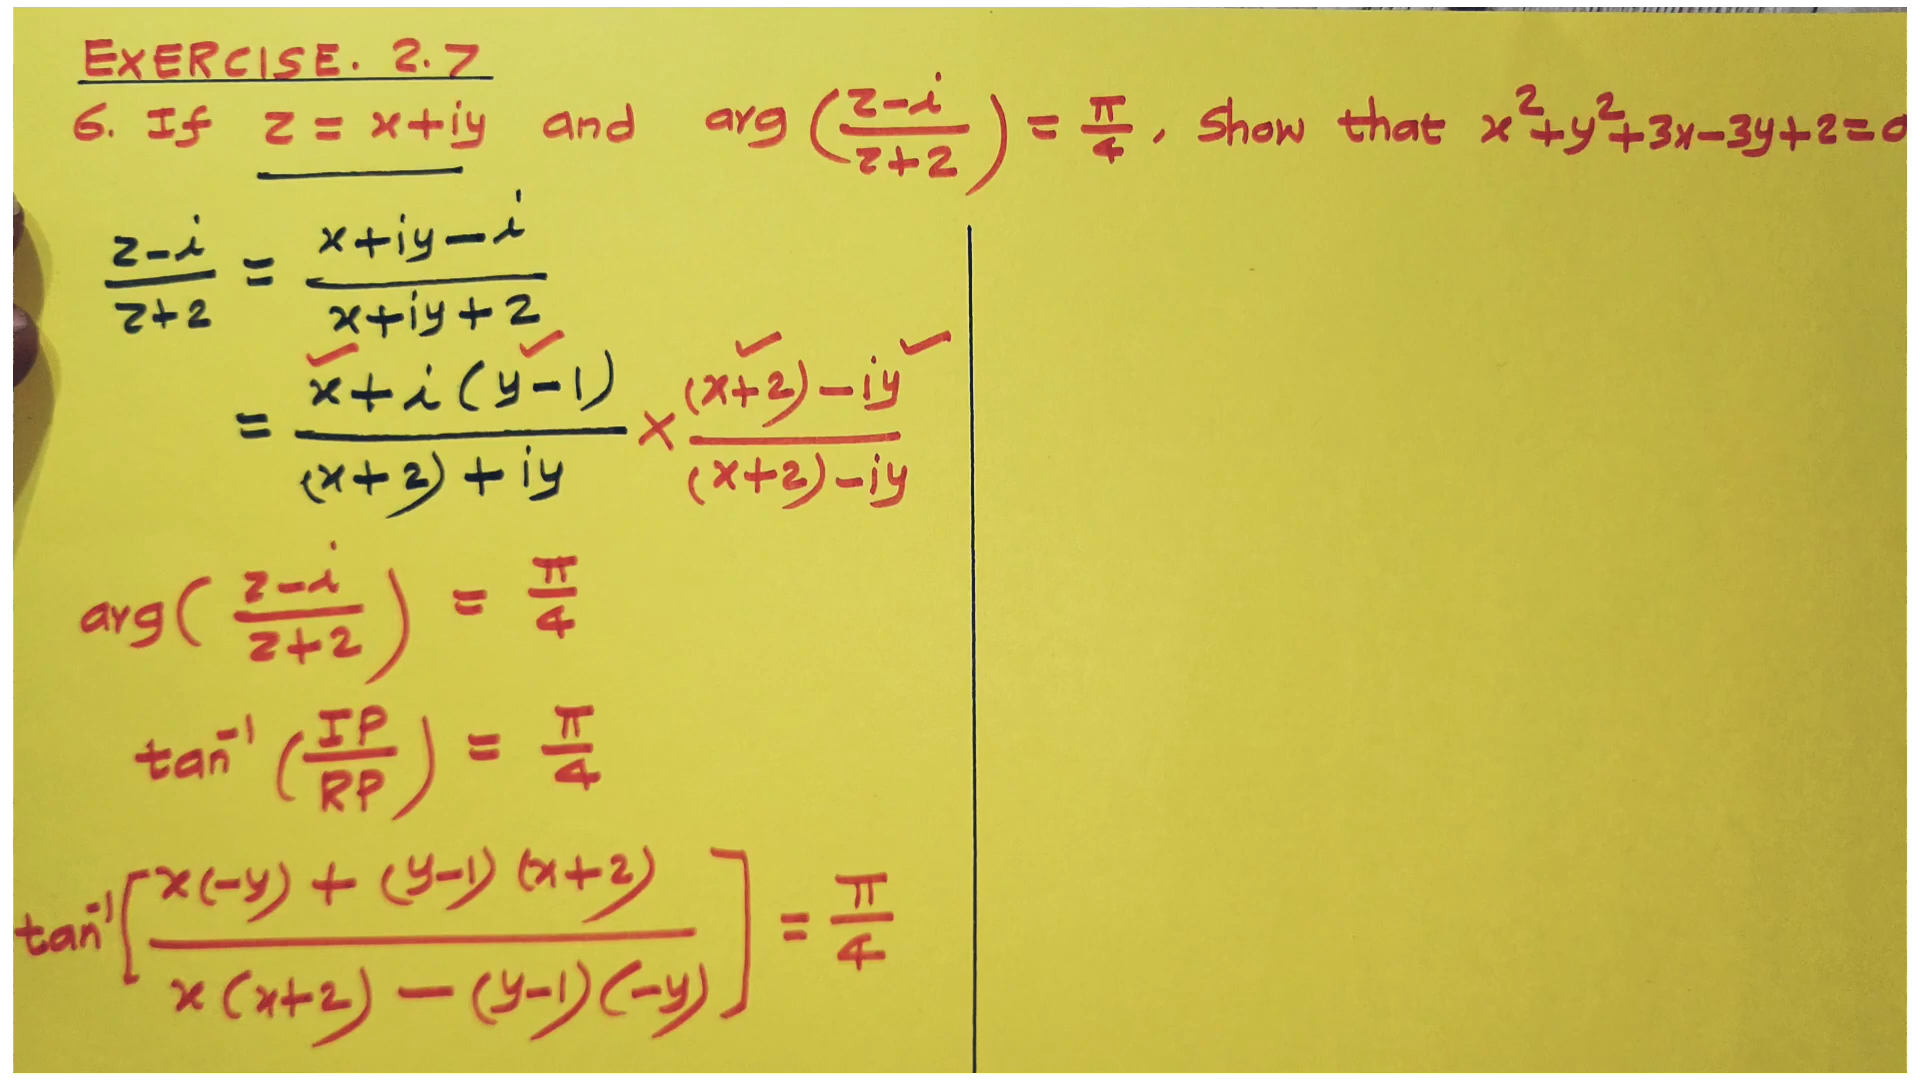 EXERCISE. 2.7
6. If z = x+iy and arg((z-i)/(z+2)) = π/4, Show that x²+y²+3x-3y+2=0
(z-i)/(z+2) = (x+iy-i)/(x+iy+2)
= (x+i(y-1))/((x+2)+iy) × ((x+2)-iy)/((x+2)-iy)
arg((z-i)/(z+2)) = π/4
tan⁻¹(IP/RP) = π/4
tan⁻¹[(x(-y)+(y-1)(x+2))/(x(x+2)-(y-1)(-y))] = π/4